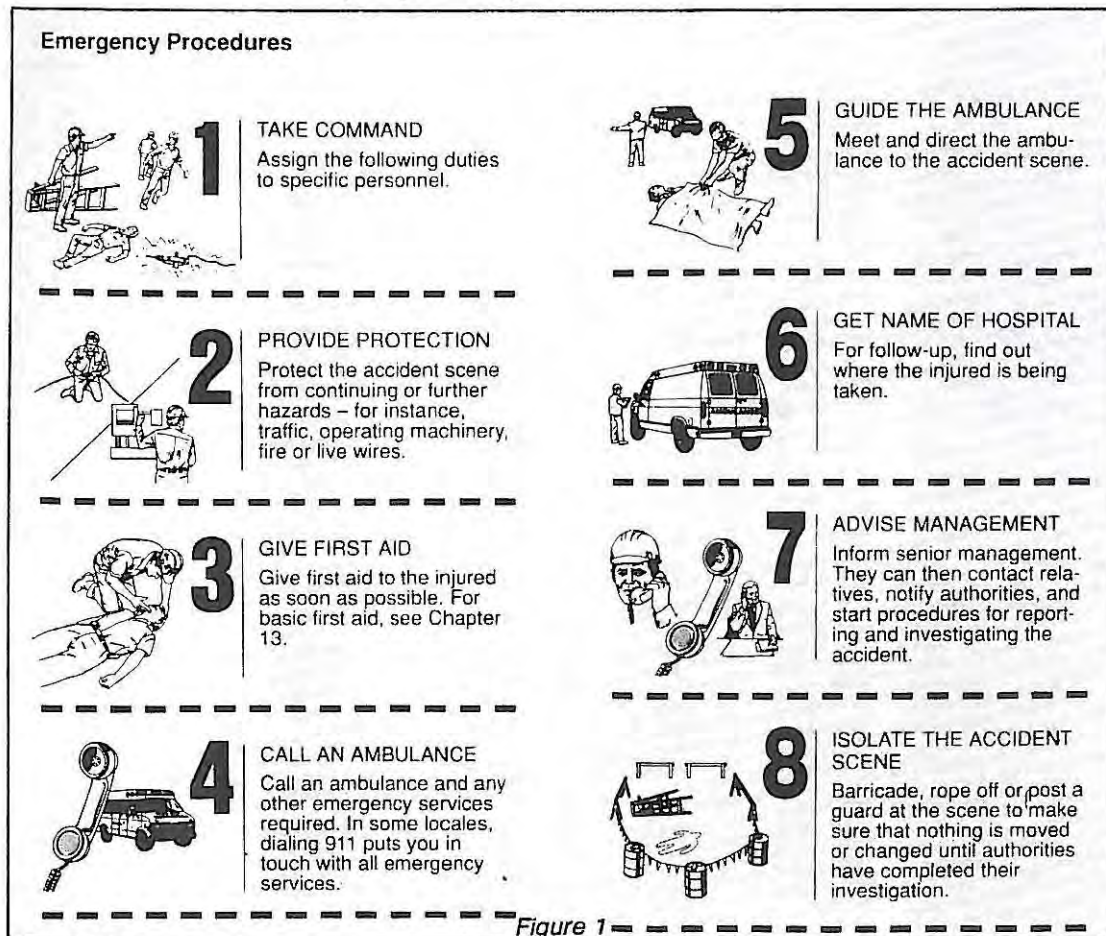 Emergency Procedures
1
TAKE COMMAND
Assign the following duties
to specific personnel.
2
PROVIDE PROTECTION
Protect the accident scene
from continuing or further
hazards – for instance,
traffic, operating machinery,
fire or live wires.
3
GIVE FIRST AID
Give first aid to the injured
as soon as possible. For
basic first aid, see Chapter
13.
4
CALL AN AMBULANCE
Call an ambulance and any
other emergency services
required. In some locales,
dialing 911 puts you in
touch with all emergency
services.
5
GUIDE THE AMBULANCE
Meet and direct the ambu-
lance to the accident scene.
6
GET NAME OF HOSPITAL
For follow-up, find out
where the injured is being
taken.
7
ADVISE MANAGEMENT
Inform senior management.
They can then contact rela-
tives, notify authorities, and
start procedures for report-
ing and investigating the
accident.
8
ISOLATE THE ACCIDENT
SCENE
Barricade, rope off or post a
guard at the scene to make
sure that nothing is moved
or changed until authorities
have completed their
investigation.
Figure 1